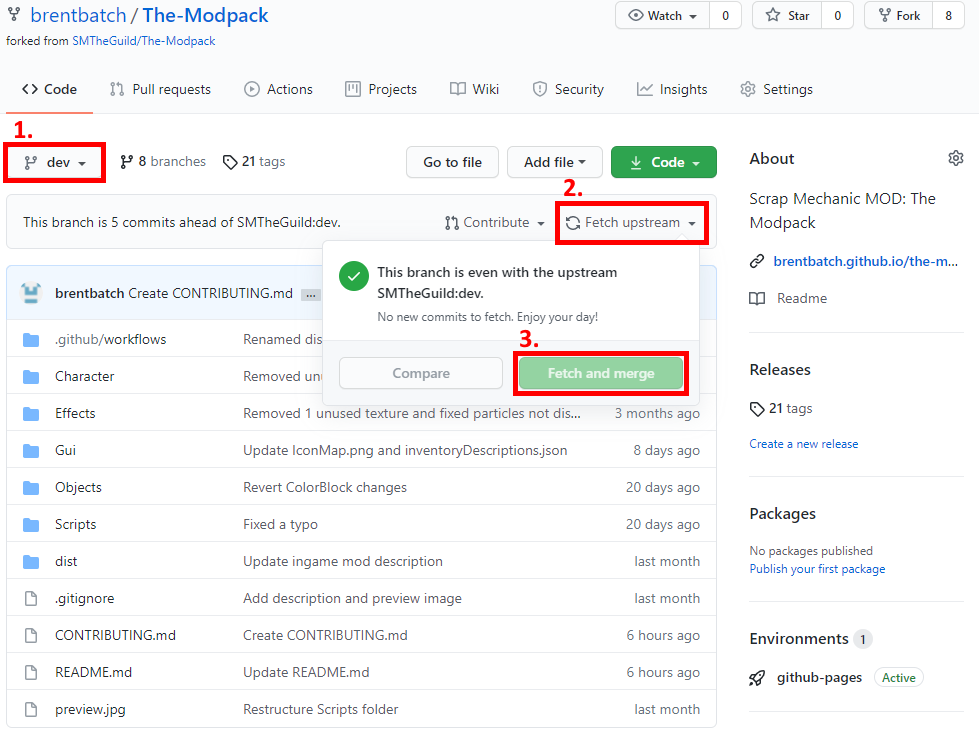 brentbatch / The-Modpack
Watch 0
Star 0
Fork 8
forked from SMTheGuild/The-Modpack
Code
Pull requests
Actions
Projects
Wiki
Security
Insights
Settings
1.
dev
8 branches
21 tags
Go to file
Add file
Code
2.
This branch is 5 commits ahead of SMTheGuild:dev.
Contribute
Fetch upstream
This branch is even with the upstream
SMTheGuild:dev.
No new commits to fetch. Enjoy your day!
3.
Compare
Fetch and merge
brentbatch Create CONTRIBUTING.md ...
.github/workflows Renamed dis
Character Removed unu
Effects Removed 1 unused texture and fixed particles not dis... 3 months ago
Gui Update IconMap.png and inventoryDescriptions.json 8 days ago
Objects Revert ColorBlock changes 20 days ago
Scripts Fixed a typo 20 days ago
dist Update ingame mod description last month
.gitignore Add description and preview image last month
CONTRIBUTING.md Create CONTRIBUTING.md 6 hours ago
README.md Update README.md 6 hours ago
preview.jpg Restructure Scripts folder last month
About
Scrap Mechanic MOD: The
Modpack
brentbatch.github.io/the-m...
Readme
Releases
21 tags
Create a new release
Packages
No packages published
Publish your first package
Environments 1
github-pages Active